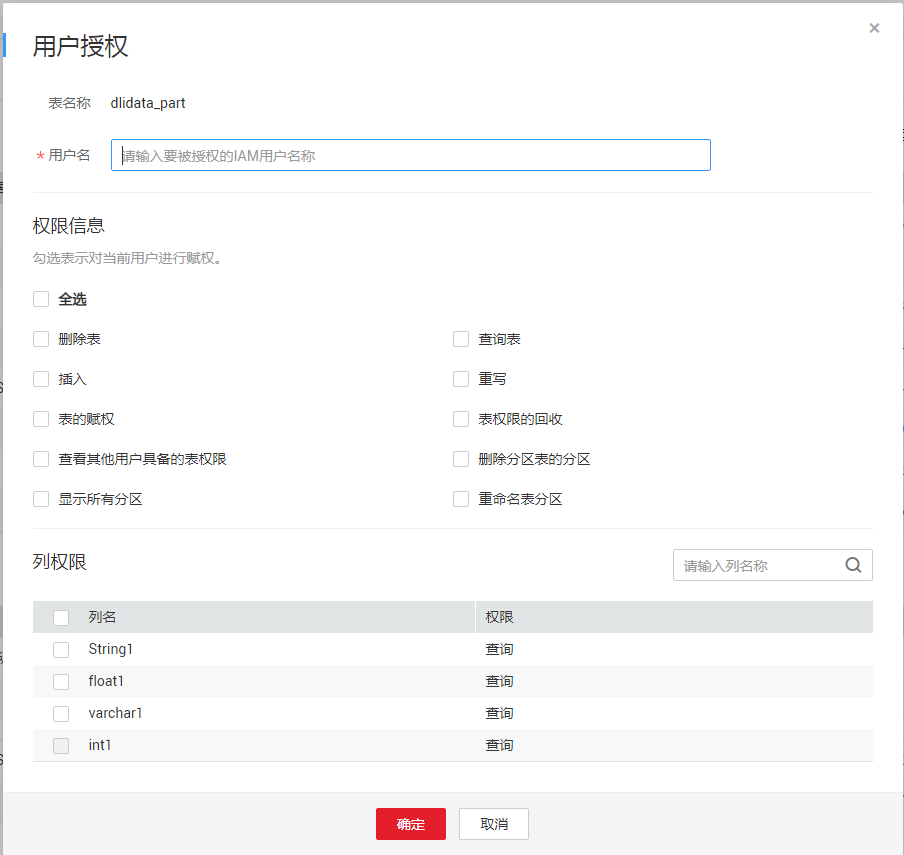 用户授权
表名称 dlidata_part
* 用户名 请输入要被授权的IAM用户名称
权限信息
勾选表示对当前用户进行赋权。
全选
删除表 查询表
插入 重写
表的赋权 表权限的回收
查看其他用户具备的表权限 删除分区表的分区
显示所有分区 重命名表分区
列权限 请输入列名称
列名 权限
String1 查询
float1 查询
varchar1 查询
int1 查询
确定 取消